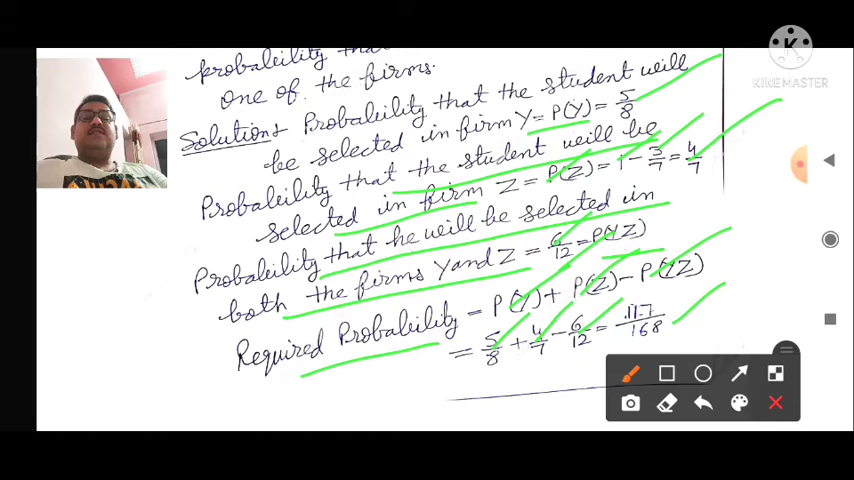 probability that
one of the firms.
Solution:- Probability that the student will
be selected in firm Y = P(Y) = 5/8
Probability that the student will be
selected in firm Z = P(Z) = 1 - 3/7 = 4/7
Probability that he will be selected in
both the firms Y and Z = 6/12 = P(YZ)
Required Probability = P(Y) + P(Z) - P(YZ)
= 5/8 + 4/7 - 6/12 = 117/168
K
KINEMASTER